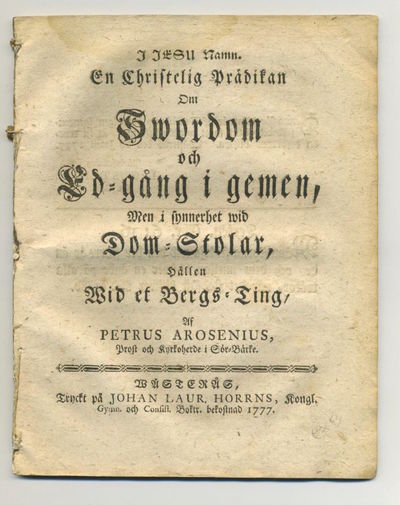 I JESU Namn.
En Christelig Prädikan
Om
Swordom
och
Ed-gång i gemen,
Men i synnerhet wid
Dom-Stolar,
Hållen
Wid et Bergs-Ting,
Af
PETRUS AROSENIUS,
Prost och Kyrkoherde i Sör-Bärke.
WÄSTERÅS,
Tryckt på JOHAN LAUR. HORRNS, Kongl.
Gymn. och Consist. Boktr. bekostnad 1777.